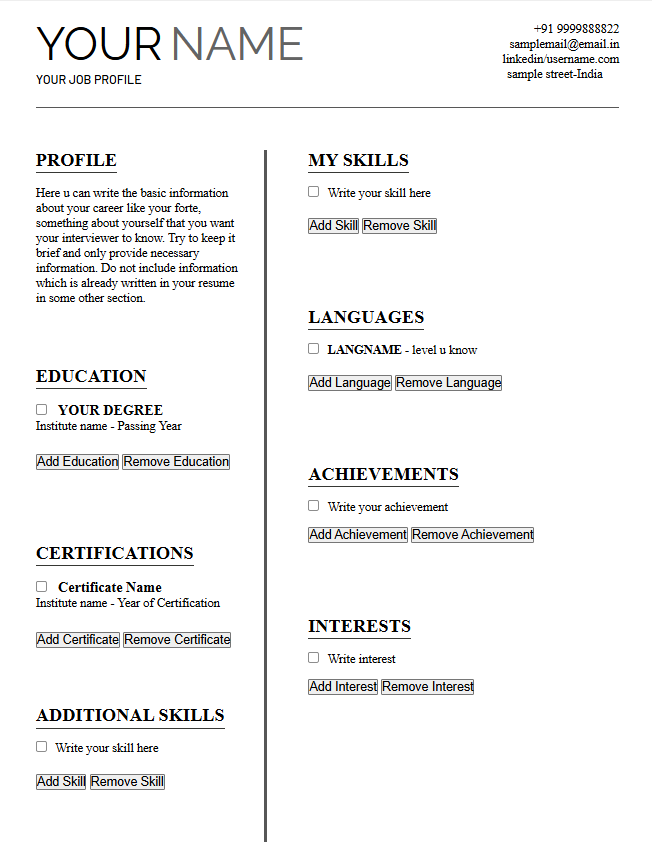 YOUR NAME
YOUR JOB PROFILE
+91 9999888822
samplemail@email.in
linkedin/username.com
sample street-India
PROFILE
Here u can write the basic information
about your career like your forte,
something about yourself that you want
your interviewer to know. Try to keep it
brief and only provide necessary
information. Do not include information
which is already written in your resume
in some other section.
EDUCATION
YOUR DEGREE
Institute name - Passing Year
Add Education Remove Education
CERTIFICATIONS
Certificate Name
Institute name - Year of Certification
Add Certificate Remove Certificate
ADDITIONAL SKILLS
Write your skill here
Add Skill Remove Skill
MY SKILLS
Write your skill here
Add Skill Remove Skill
LANGUAGES
LANGNAME - level u know
Add Language Remove Language
ACHIEVEMENTS
Write your achievement
Add Achievement Remove Achievement
INTERESTS
Write interest
Add Interest Remove Interest